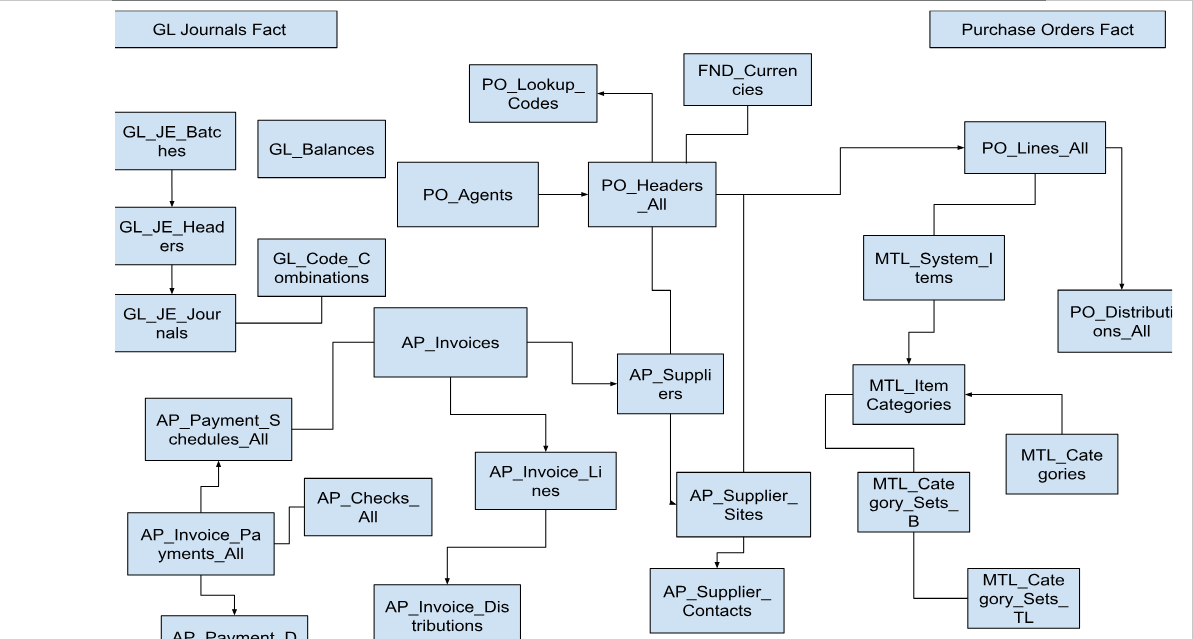 GL Journals Fact
Purchase Orders Fact
PO_Lookup_
Codes
FND_Curren
cies
GL_JE_Batc
hes
GL_Balances
PO_Agents
PO_Headers
_All
PO_Lines_All
GL_JE_Head
ers
GL_Code_C
ombinations
MTL_System_I
tems
GL_JE_Jour
nals
AP_Invoices
PO_Distributi
ons_All
AP_Suppli
ers
MTL_Item
Categories
AP_Payment_S
chedules_All
MTL_Cate
gories
AP_Invoice_Li
nes
AP_Checks_
All
AP_Supplier_
Sites
MTL_Cate
gory_Sets_
B
AP_Invoice_Pa
yments_All
AP_Supplier_
Contacts
MTL_Cate
gory_Sets_
TL
AP_Invoice_Dis
tributions
AP_Payment_D